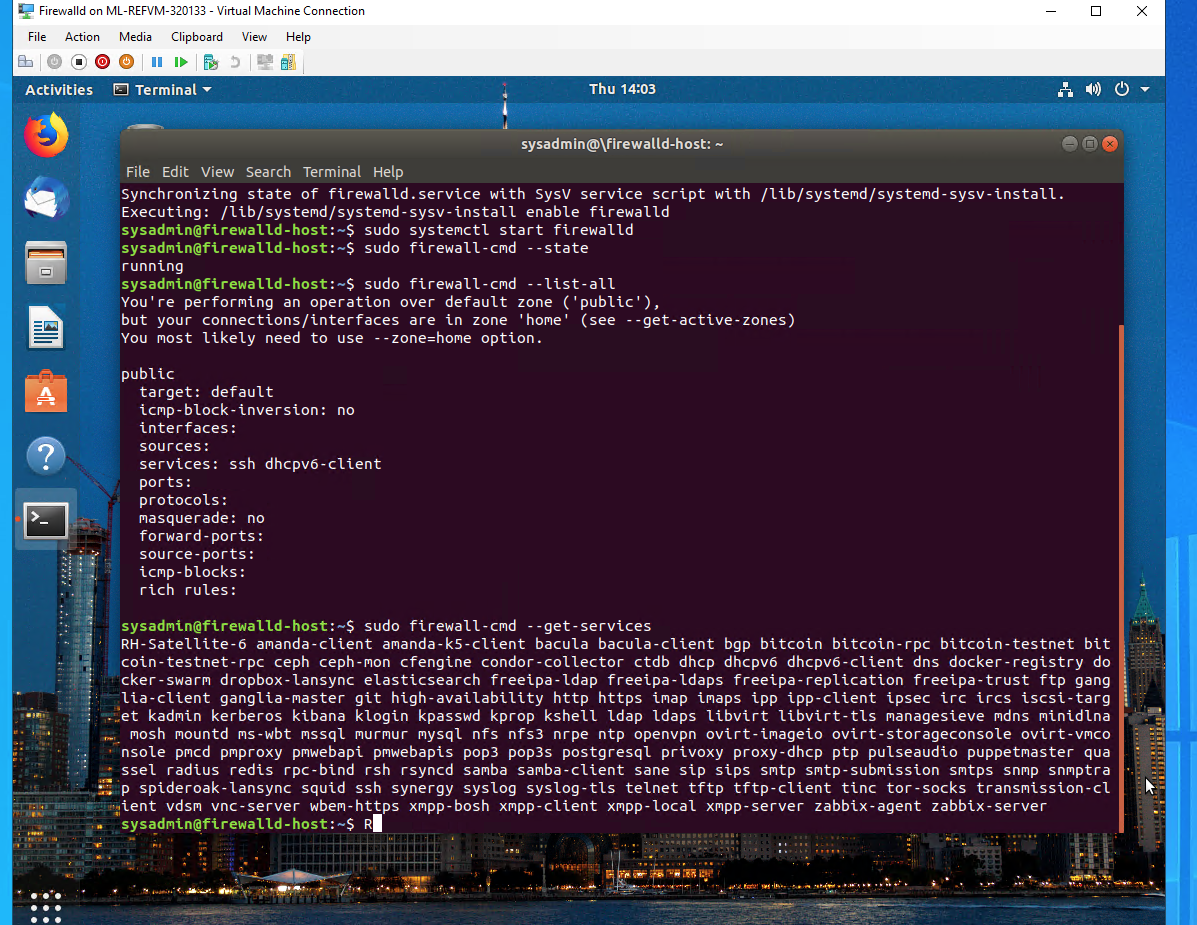 Firewalld on ML-REFVM-320133 - Virtual Machine Connection
File Action Media Clipboard View Help
Activities Terminal Thu 14:03
sysadmin@\firewalld-host: ~
File Edit View Search Terminal Help
Synchronizing state of firewalld.service with SysV service script with /lib/systemd/systemd-sysv-install.
Executing: /lib/systemd/systemd-sysv-install enable firewalld
sysadmin@firewalld-host:~$ sudo systemctl start firewalld
sysadmin@firewalld-host:~$ sudo firewall-cmd --state
running
sysadmin@firewalld-host:~$ sudo firewall-cmd --list-all
You're performing an operation over default zone ('public'),
but your connections/interfaces are in zone 'home' (see --get-active-zones)
You most likely need to use --zone=home option.
public
target: default
icmp-block-inversion: no
interfaces:
sources:
services: ssh dhcpv6-client
ports:
protocols:
masquerade: no
forward-ports:
source-ports:
icmp-blocks:
rich rules:
sysadmin@firewalld-host:~$ sudo firewall-cmd --get-services
RH-Satellite-6 amanda-client amanda-k5-client bacula bacula-client bgp bitcoin bitcoin-rpc bitcoin-testnet bit
coin-testnet-rpc ceph ceph-mon cfengine condor-collector ctdb dhcp dhcpv6 dhcpv6-client dns docker-registry do
cker-swarm dropbox-lansync elasticsearch freeipa-ldap freeipa-ldaps freeipa-replication freeipa-trust ftp gang
lia-client ganglia-master git high-availability http https imap imaps ipp ipp-client ipsec irc ircs iscsi-targ
et kadmin kerberos kibana klogin kpasswd kprop kshell ldap ldaps libvirt libvirt-tls managesieve mdns minidlna
mosh mountd ms-wbt mssql murmur mysql nfs nfs3 nrpe ntp openvpn ovirt-imageio ovirt-storageconsole ovirt-vmco
nsole pmcd pmproxy pmwebapi pmwebapis pop3 pop3s postgresql privoxy proxy-dhcp ptp pulseaudio puppetmaster qua
ssel radius redis rpc-bind rsh rsyncd samba samba-client sane sip sips smtp smtp-submission smtps snmp snmptra
p spideroak-lansync squid ssh synergy syslog syslog-tls telnet tftp tftp-client tinc tor-socks transmission-cl
ient vdsm vnc-server wbem-https xmpp-bosh xmpp-client xmpp-local xmpp-server zabbix-agent zabbix-server
sysadmin@firewalld-host:~$ R